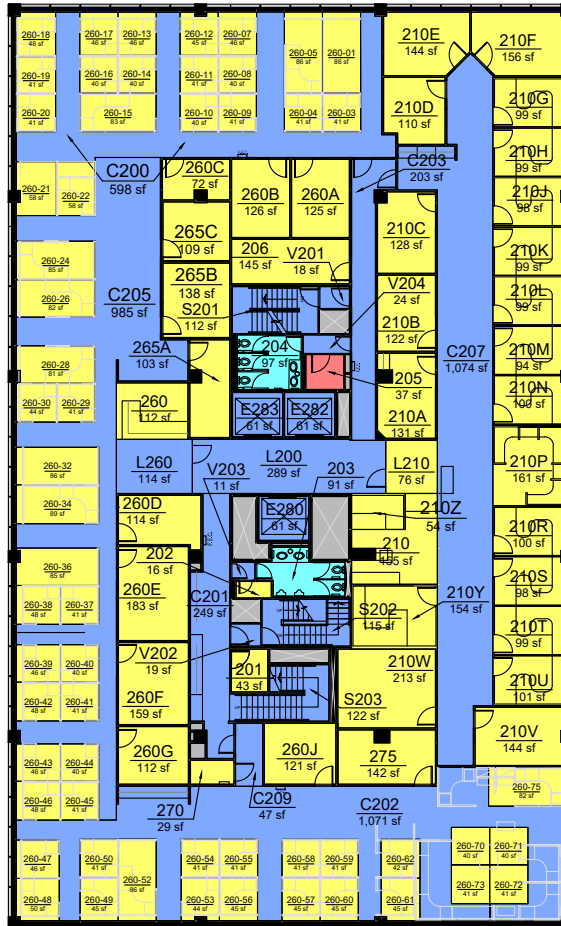 260-18
48 sf
260-17
46 sf
260-13
46 sf
260-12
45 sf
260-07
46 sf
260-05
86 sf
260-01
86 sf
210E
144 sf
210F
156 sf
260-19
41 sf
260-16
40 sf
260-14
40 sf
260-11
41 sf
260-08
40 sf
210D
110 sf
210G
99 sf
260-20
41 sf
260-15
83 sf
260-10
40 sf
260-09
41 sf
260-04
41 sf
260-03
41 sf
210H
99 sf
C200
598 sf
260C
72 sf
C203
203 sf
260-21
58 sf
260-22
58 sf
260B
126 sf
260A
125 sf
210J
98 sf
265C
109 sf
210C
128 sf
206
145 sf
V201
18 sf
210K
99 sf
260-24
85 sf
265B
138 sf
V204
24 sf
210L
99 sf
260-26
82 sf
C205
985 sf
S201
112 sf
210B
122 sf
C207
1,074 sf
210M
94 sf
265A
103 sf
204
97 sf
205
37 sf
260-28
81 sf
210N
100 sf
260-30
44 sf
260-29
41 sf
260
112 sf
E283
61 sf
E282
61 sf
210A
131 sf
260-32
86 sf
L260
114 sf
V203
11 sf
L200
289 sf
203
91 sf
L210
76 sf
210P
161 sf
260-34
89 sf
260D
114 sf
E280
61 sf
210Z
54 sf
210R
100 sf
202
16 sf
210
260-36
85 sf
260E
183 sf
C201
249 sf
210Y
154 sf
210S
98 sf
260-38
48 sf
260-37
41 sf
S202
115 sf
210T
99 sf
260-39
46 sf
260-40
40 sf
V202
19 sf
201
43 sf
210W
213 sf
260-42
48 sf
260-41
41 sf
260F
159 sf
S203
122 sf
210U
101 sf
260-43
46 sf
260-44
40 sf
260G
112 sf
260J
121 sf
275
142 sf
210V
144 sf
260-46
48 sf
260-45
41 sf
270
29 sf
C209
47 sf
C202
1,071 sf
260-75
82 sf
260-47
41 sf
260-50
41 sf
260-52
86 sf
260-54
41 sf
260-55
41 sf
260-58
41 sf
260-59
41 sf
260-62
42 sf
260-70
40 sf
260-71
40 sf
260-48
50 sf
260-49
45 sf
260-53
44 sf
260-56
45 sf
260-57
45 sf
260-60
45 sf
260-61
45 sf
260-73
41 sf
260-72
41 sf